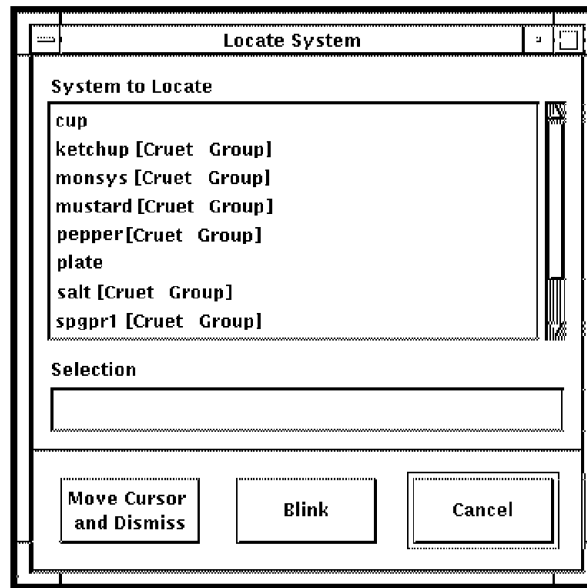 Locate System
System to Locate
cup
ketchup [Cruet Group]
monsys [Cruet Group]
mustard [Cruet Group]
pepper [Cruet Group]
plate
salt [Cruet Group]
spgpr1 [Cruet Group]
Selection
Move Cursor
and Dismiss
Blink
Cancel